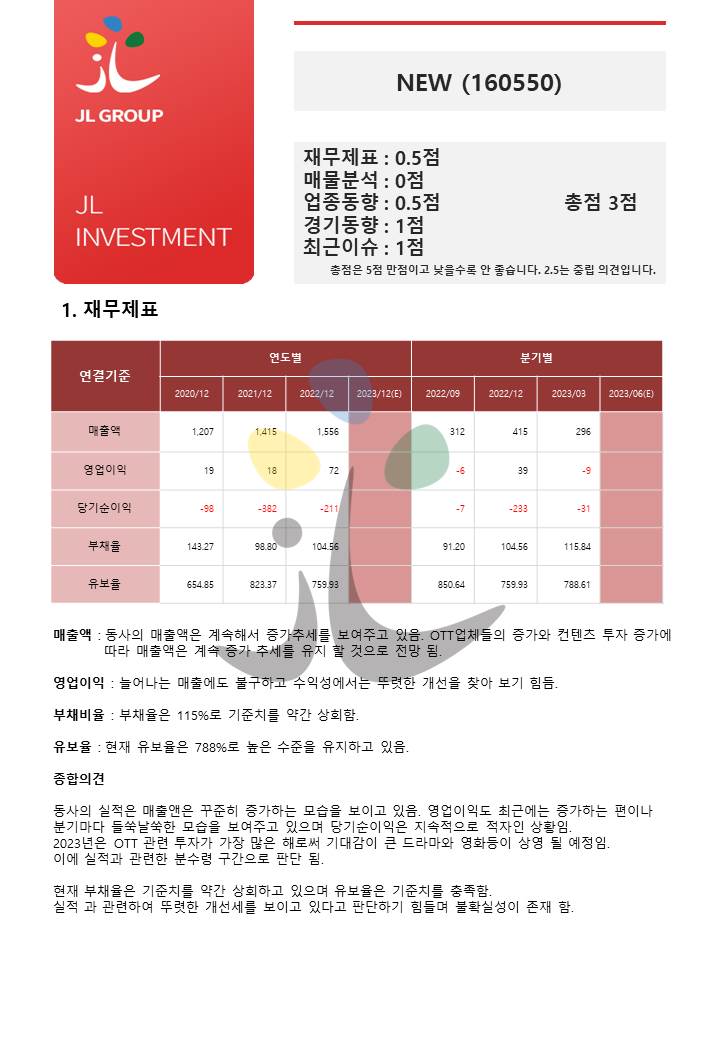 JL GROUP
JL
INVESTMENT
NEW (160550)
재무제표 : 0.5점
매물분석 : 0점
업종동향 : 0.5점 총점 3점
경기동향 : 1점
최근이슈 : 1점
총점은 5점 만점이고 낮을수록 안 좋습니다. 2.5는 중립 의견입니다.
1. 재무제표
연결기준 연도별 분기별
2020/12 2021/12 2022/12 2023/12(E) 2022/09 2022/12 2023/03 2023/06(E)
매출액 1,207 1,415 1,556 312 415 296
영업이익 19 18 72 -6 39 -9
당기순이익 -98 -382 -211 -7 -233 -31
부채율 143.27 98.80 104.56 91.20 104.56 115.84
유보율 654.85 823.37 759.93 850.64 759.93 788.61
매출액 : 동사의 매출액은 계속해서 증가추세를 보여주고 있음. OTT업체들의 증가와 컨텐츠 투자 증가에
따라 매출액은 계속 증가 추세를 유지 할 것으로 전망 됨.
영업이익 : 늘어나는 매출에도 불구하고 수익성에서는 뚜렷한 개선을 찾아 보기 힘듬.
부채비율 : 부채율은 115%로 기준치를 약간 상회함.
유보율 : 현재 유보율은 788%로 높은 수준을 유지하고 있음.
종합의견
동사의 실적은 매출앤은 꾸준히 증가하는 모습을 보이고 있음. 영업이익도 최근에는 증가하는 편이나
분기마다 들쑥날쑥한 모습을 보여주고 있으며 당기순이익은 지속적으로 적자인 상황임.
2023년은 OTT 관련 투자가 가장 많은 해로써 기대감이 큰 드라마와 영화등이 상영 될 예정임.
이에 실적과 관련한 분수령 구간으로 판단 됨.
현재 부채율은 기준치를 약간 상회하고 있으며 유보율은 기준치를 충족함.
실적 과 관련하여 뚜렷한 개선세를 보이고 있다고 판단하기 힘들며 불확실성이 존재 함.